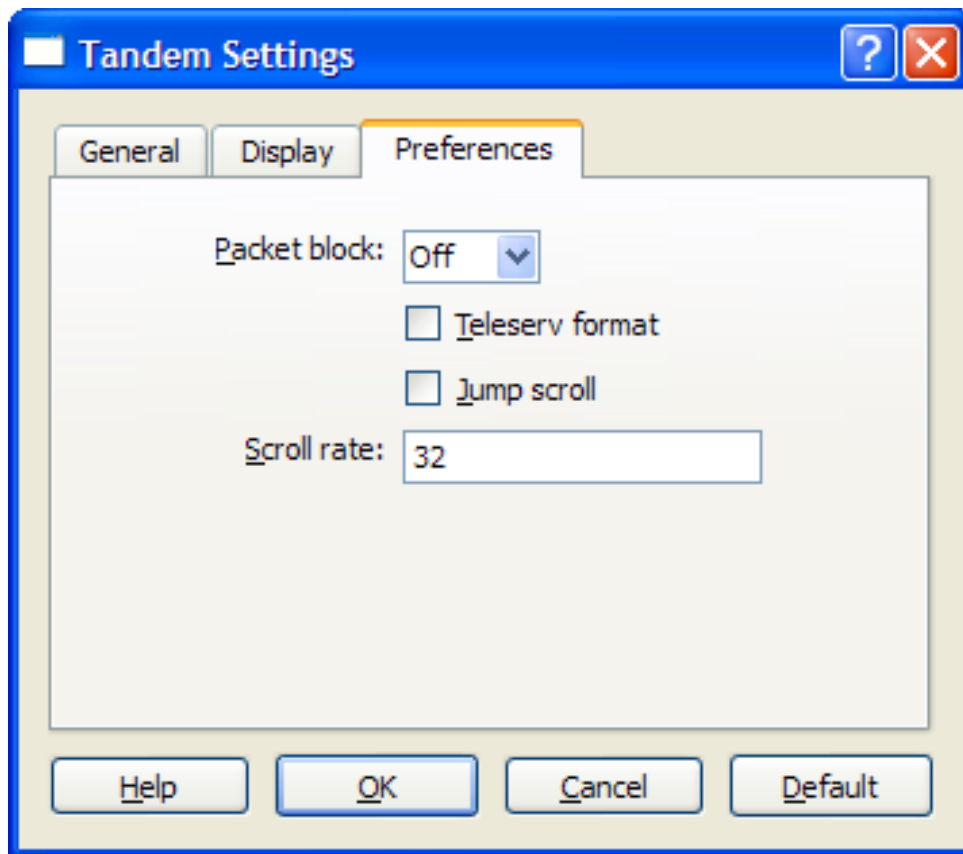 Tandem Settings
General Display Preferences
Packet block: Off
Teleserv format
Jump scroll
Scroll rate: 32
Help OK Cancel Default